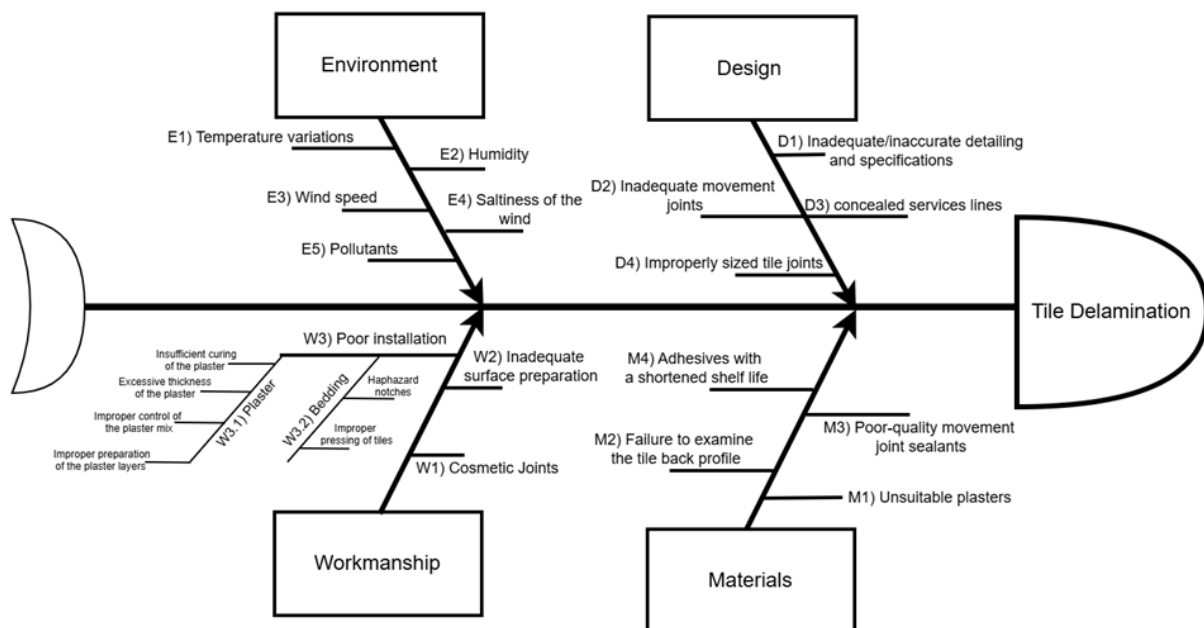 Environment
Design
E1) Temperature variations
E2) Humidity
E3) Wind speed
E4) Saltiness of the
wind
E5) Pollutants
D1) Inadequate/inaccurate detailing
and specifications
D2) Inadequate movement
joints
D3) concealed services lines
D4) Improperly sized tile joints
Tile Delamination
W3) Poor installation
Insufficient curing
of the plaster
Excessive thickness
of the plaster
Improper control of
the plaster mix
Improper preparation
of the plaster layers
W3.1) Plaster
W3.2) Bedding
Haphazard
notches
Improper
pressing of tiles
W2) Inadequate
surface preparation
W1) Cosmetic Joints
M4) Adhesives with
a shortened shelf life
M3) Poor-quality movement
joint sealants
M2) Failure to examine
the tile back profile
M1) Unsuitable plasters
Workmanship
Materials